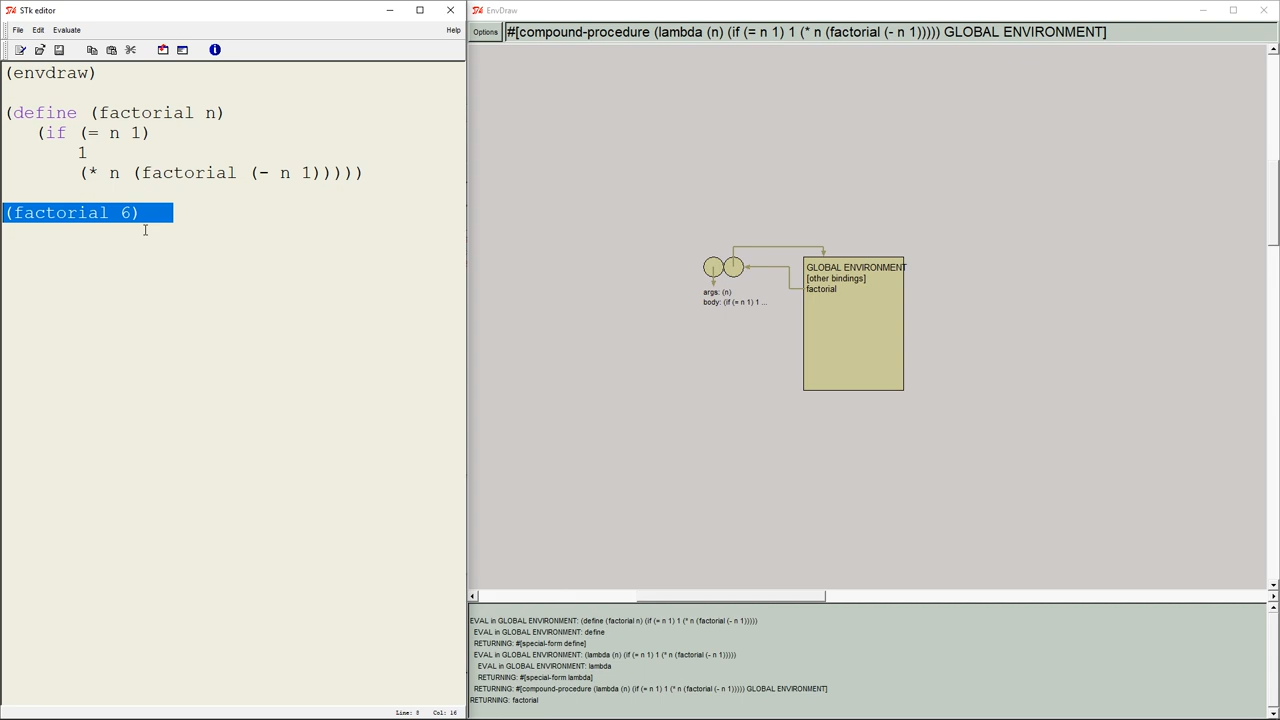 STk editor
File Edit Evaluate Help
(envdraw)
(define (factorial n)
(if (= n 1)
1
(* n (factorial (- n 1)))))
(factorial 6)
Line: 8 Col: 16
EnvDraw
Options #[compound-procedure (lambda (n) (if (= n 1) 1 (* n (factorial (- n 1))))) GLOBAL ENVIRONMENT]
GLOBAL ENVIRONMENT
[other bindings]
factorial
args: (n)
body: (if (= n 1) 1 ...
EVAL in GLOBAL ENVIRONMENT: (define (factorial n) (if (= n 1) 1 (* n (factorial (- n 1)))))
EVAL in GLOBAL ENVIRONMENT: define
RETURNING: #[special-form define]
EVAL in GLOBAL ENVIRONMENT: (lambda (n) (if (= n 1) 1 (* n (factorial (- n 1)))))
EVAL in GLOBAL ENVIRONMENT: lambda
RETURNING: #[special-form lambda]
RETURNING: #[compound-procedure (lambda (n) (if (= n 1) 1 (* n (factorial (- n 1))))) GLOBAL ENVIRONMENT]
RETURNING: factorial